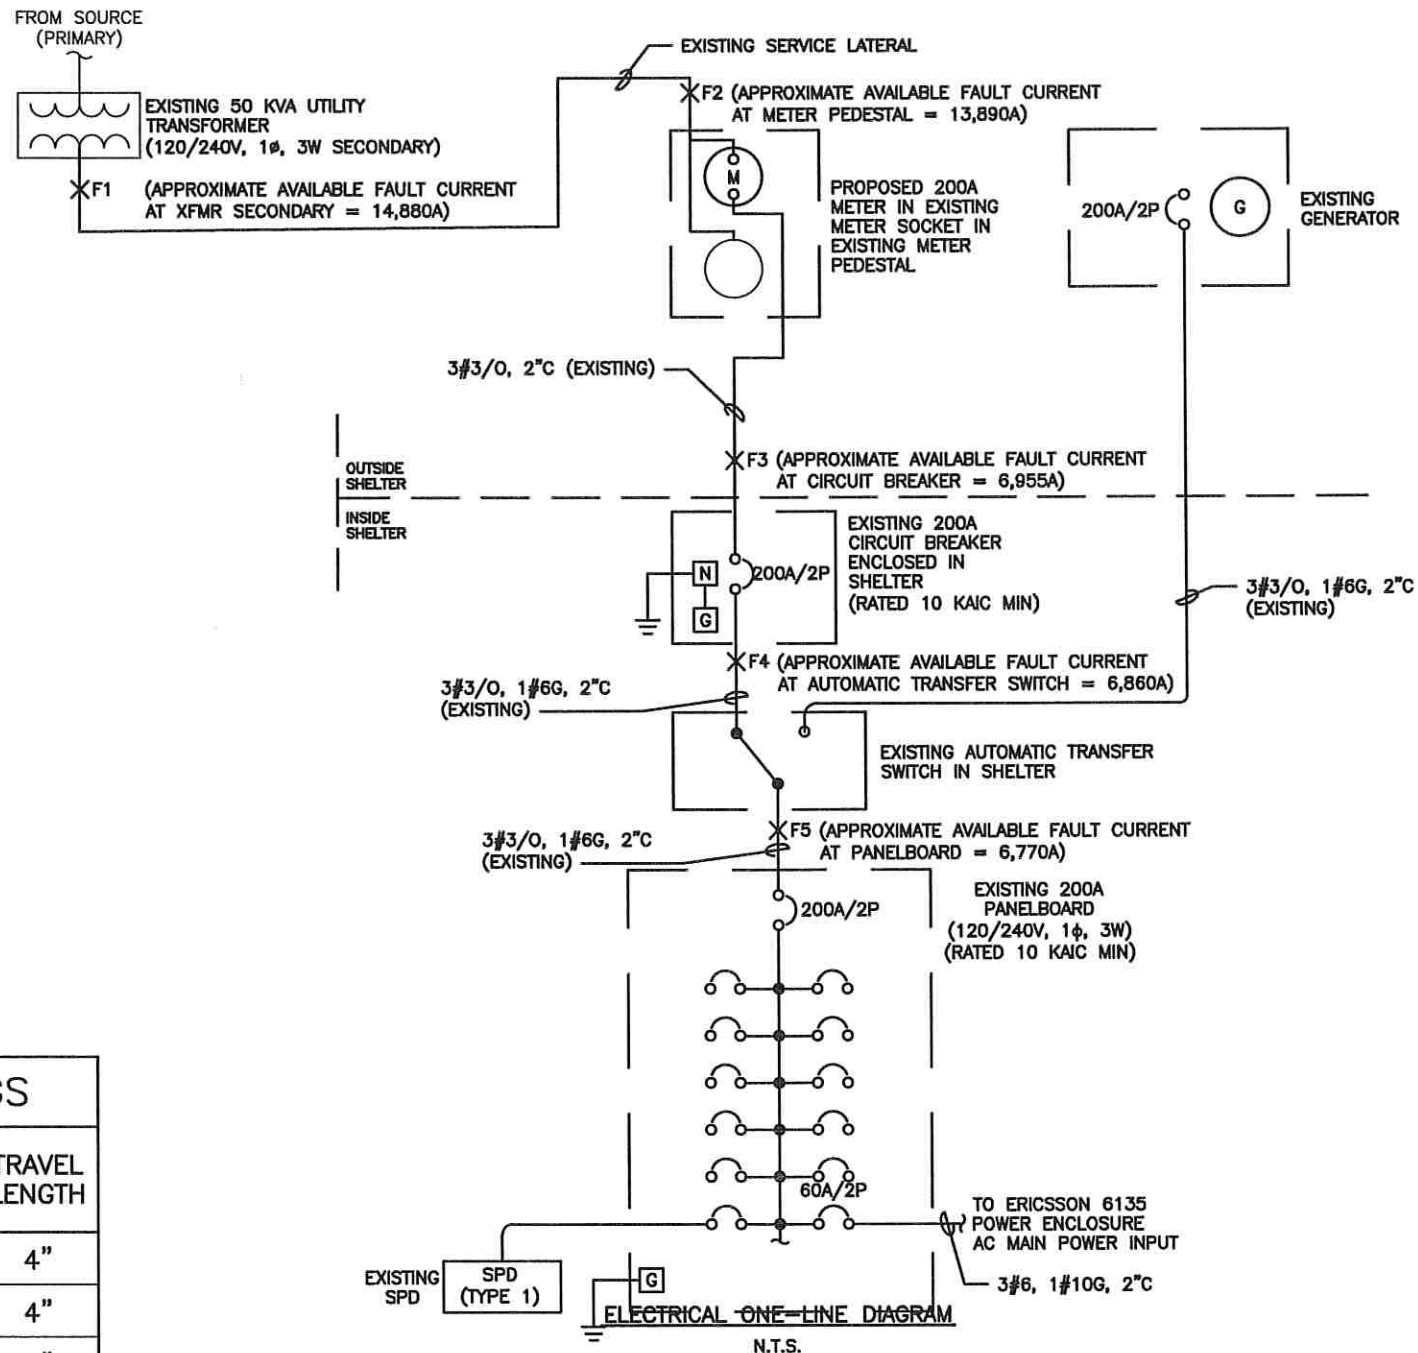 FROM SOURCE
(PRIMARY)
EXISTING SERVICE LATERAL
EXISTING 50 KVA UTILITY
TRANSFORMER
(120/240V, 1ø, 3W SECONDARY)
F1 (APPROXIMATE AVAILABLE FAULT CURRENT
AT XFMR SECONDARY = 14,880A)
F2 (APPROXIMATE AVAILABLE FAULT CURRENT
AT METER PEDESTAL = 13,890A)
M
PROPOSED 200A
METER IN EXISTING
METER SOCKET IN
EXISTING METER
PEDESTAL
200A/2P
G
EXISTING
GENERATOR
3#3/0, 2"C (EXISTING)
F3 (APPROXIMATE AVAILABLE FAULT CURRENT
AT CIRCUIT BREAKER = 6,955A)
OUTSIDE
SHELTER
INSIDE
SHELTER
N
G
200A/2P
EXISTING 200A
CIRCUIT BREAKER
ENCLOSED IN
SHELTER
(RATED 10 KAIC MIN)
3#3/0, 1#6G, 2"C
(EXISTING)
F4 (APPROXIMATE AVAILABLE FAULT CURRENT
AT AUTOMATIC TRANSFER SWITCH = 6,860A)
3#3/0, 1#6G, 2"C
(EXISTING)
EXISTING AUTOMATIC TRANSFER
SWITCH IN SHELTER
F5 (APPROXIMATE AVAILABLE FAULT CURRENT
AT PANELBOARD = 6,770A)
3#3/0, 1#6G, 2"C
(EXISTING)
200A/2P
EXISTING 200A
PANELBOARD
(120/240V, 1ϕ, 3W)
(RATED 10 KAIC MIN)
60A/2P
TO ERICSSON 6135
POWER ENCLOSURE
AC MAIN POWER INPUT
3#6, 1#10G, 2"C
EXISTING
SPD
SPD
(TYPE 1)
G
ELECTRICAL ONE-LINE DIAGRAM
N.T.S.
GS
TRAVEL
LENGTH
4"
4"